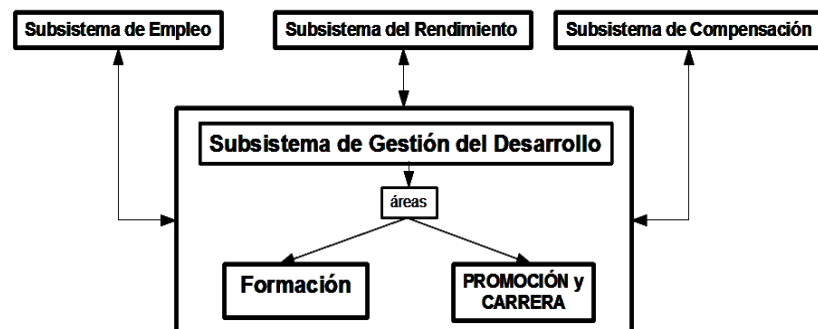 Subsistema de Empleo
Subsistema del Rendimiento
Subsistema de Compensación
Subsistema de Gestión del Desarrollo
áreas
Formación
PROMOCIÓN y
CARRERA